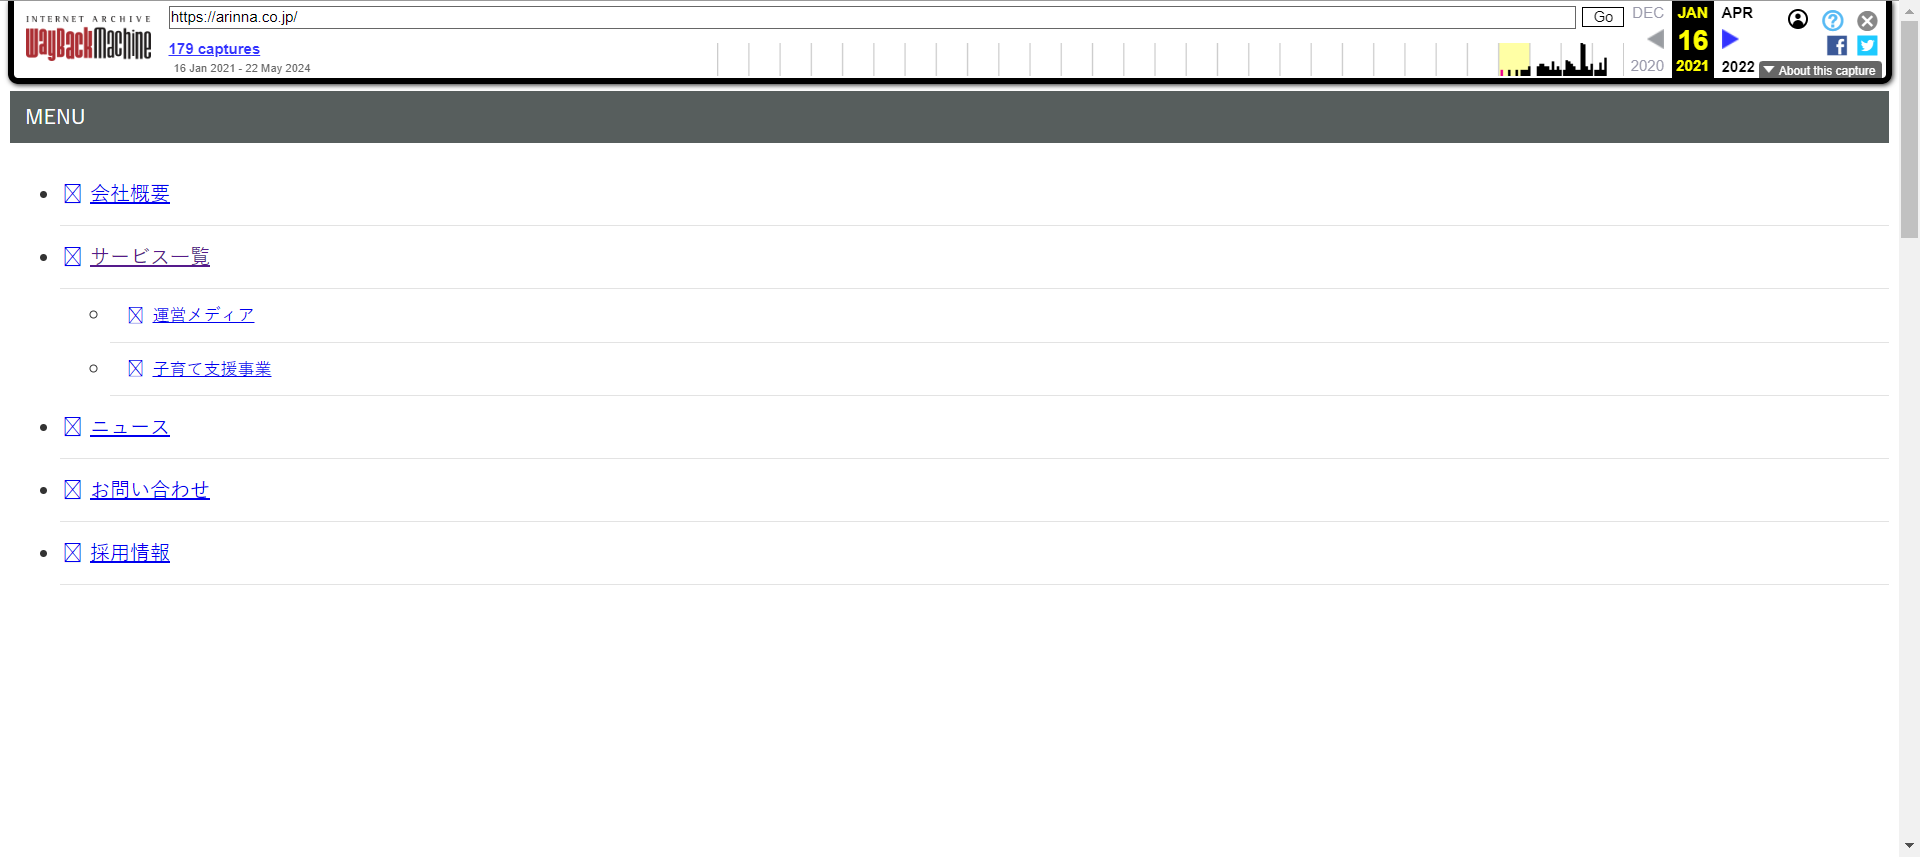 INTERNET ARCHIVE
WayBackMachine
https://arinna.co.jp/
Go
179 captures
16 Jan 2021 - 22 May 2024
DEC JAN APR
16
2020 2021 2022
About this capture
MENU
会社概要
サービス一覧
運営メディア
子育て支援事業
ニュース
お問い合わせ
採用情報